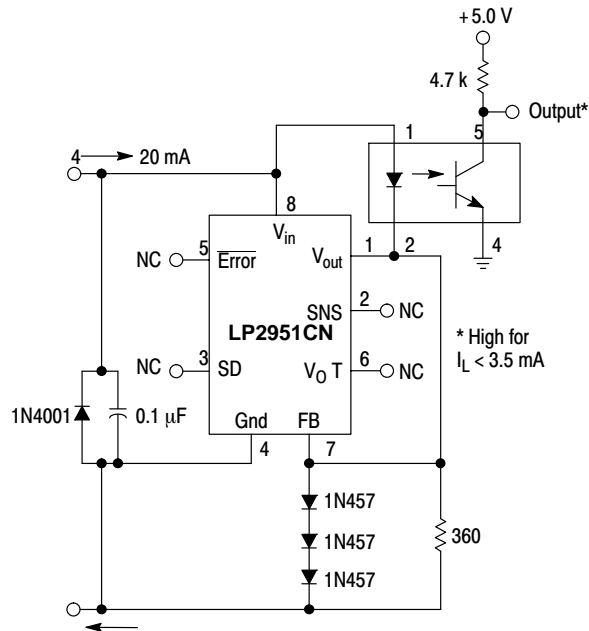 + 5.0 V
4.7 k
Output*
1
5
4 20 mA
8
V_in
4
NC 5 Error
V_out 1 2
SNS 2 NC
LP2951CN
* High for
I_L < 3.5 mA
NC 3 SD
V_O T 6 NC
1N4001
0.1 μF
Gnd FB
4 7
1N457
1N457
360
1N457